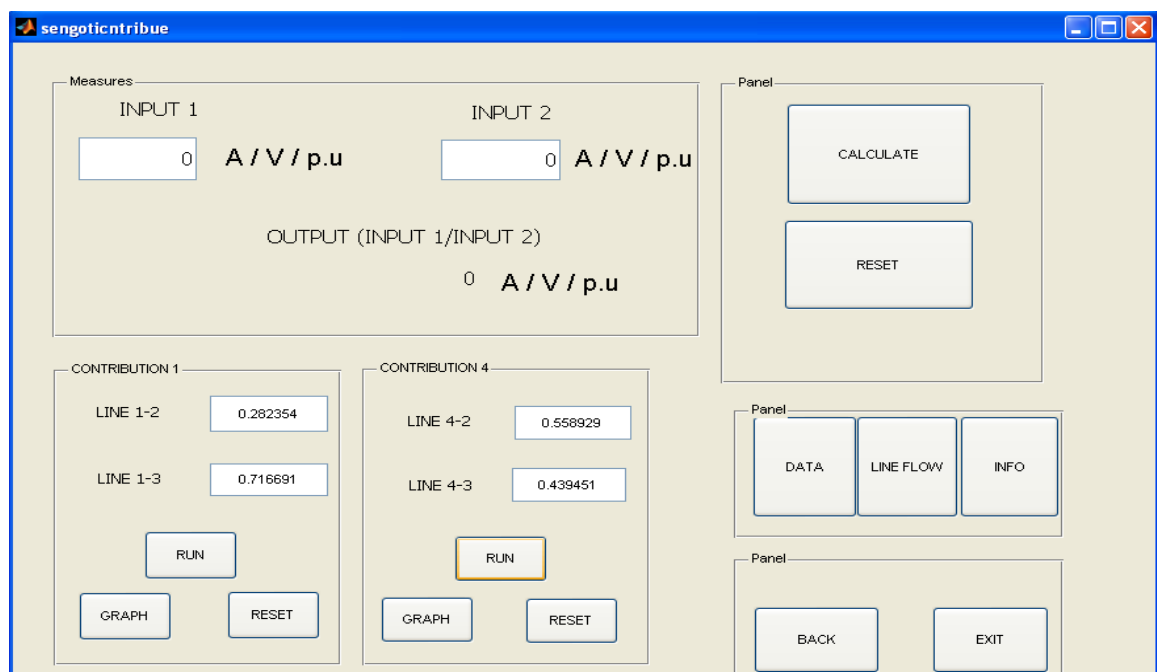 sengoticntribue
Measures
INPUT 1
INPUT 2
0 A / V / p.u
0 A / V / p.u
OUTPUT (INPUT 1/INPUT 2)
0 A / V / p.u
Panel
CALCULATE
RESET
CONTRIBUTION 1
LINE 1-2 0.282354
LINE 1-3 0.716691
RUN
GRAPH RESET
CONTRIBUTION 4
LINE 4-2 0.558929
LINE 4-3 0.439451
RUN
GRAPH RESET
Panel
DATA LINE FLOW INFO
Panel
BACK EXIT